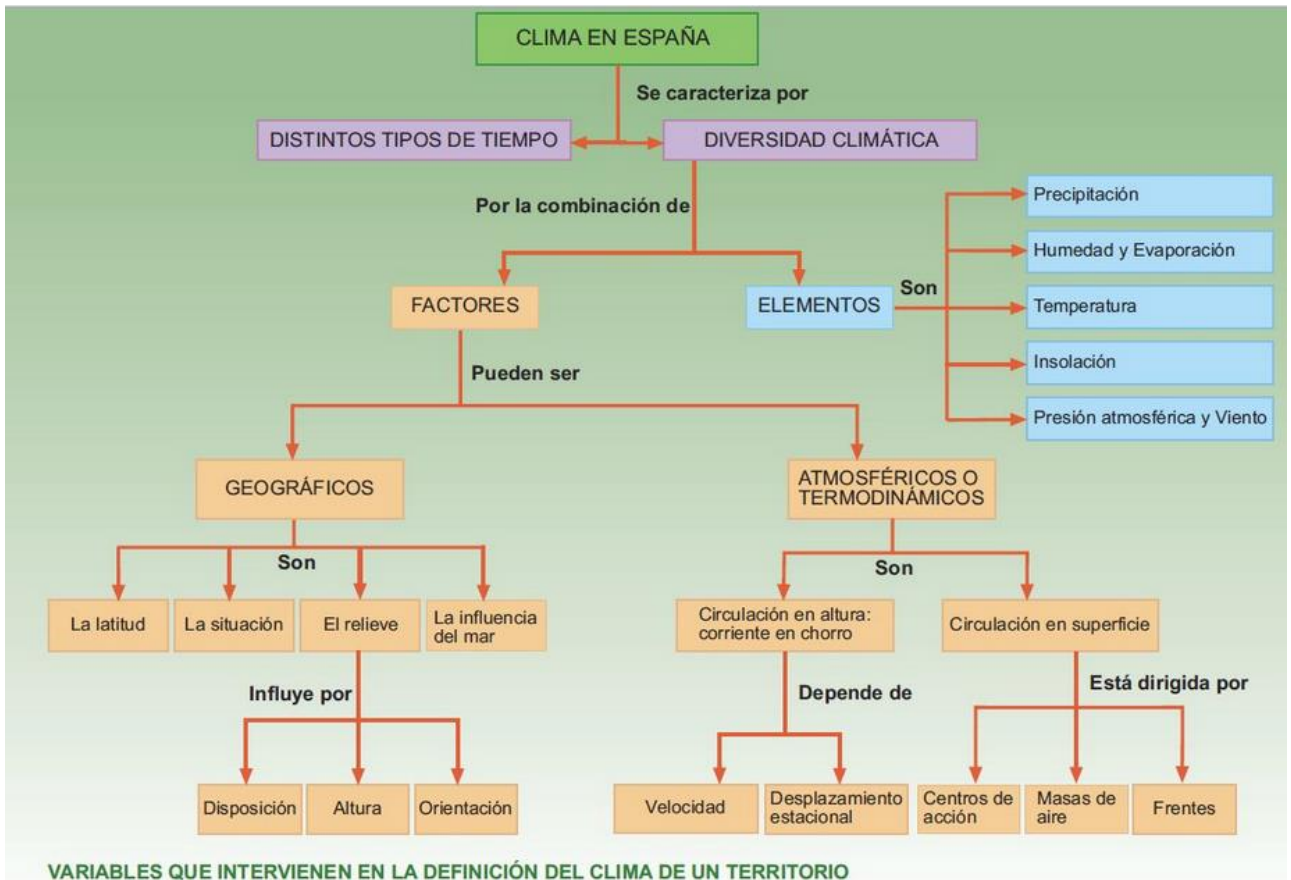 CLIMA EN ESPAÑA
Se caracteriza por
DISTINTOS TIPOS DE TIEMPO
DIVERSIDAD CLIMÁTICA
Por la combinación de
FACTORES
ELEMENTOS
Son
Precipitación
Humedad y Evaporación
Temperatura
Insolación
Presión atmosférica y Viento
Pueden ser
GEOGRÁFICOS
ATMOSFÉRICOS O
TERMODINÁMICOS
Son
La latitud
La situación
El relieve
La influencia
del mar
Influye por
Disposición
Altura
Orientación
Son
Circulación en altura:
corriente en chorro
Circulación en superficie
Depende de
Velocidad
Desplazamiento
estacional
Está dirigida por
Centros de
acción
Masas de
aire
Frentes
VARIABLES QUE INTERVIENEN EN LA DEFINICIÓN DEL CLIMA DE UN TERRITORIO